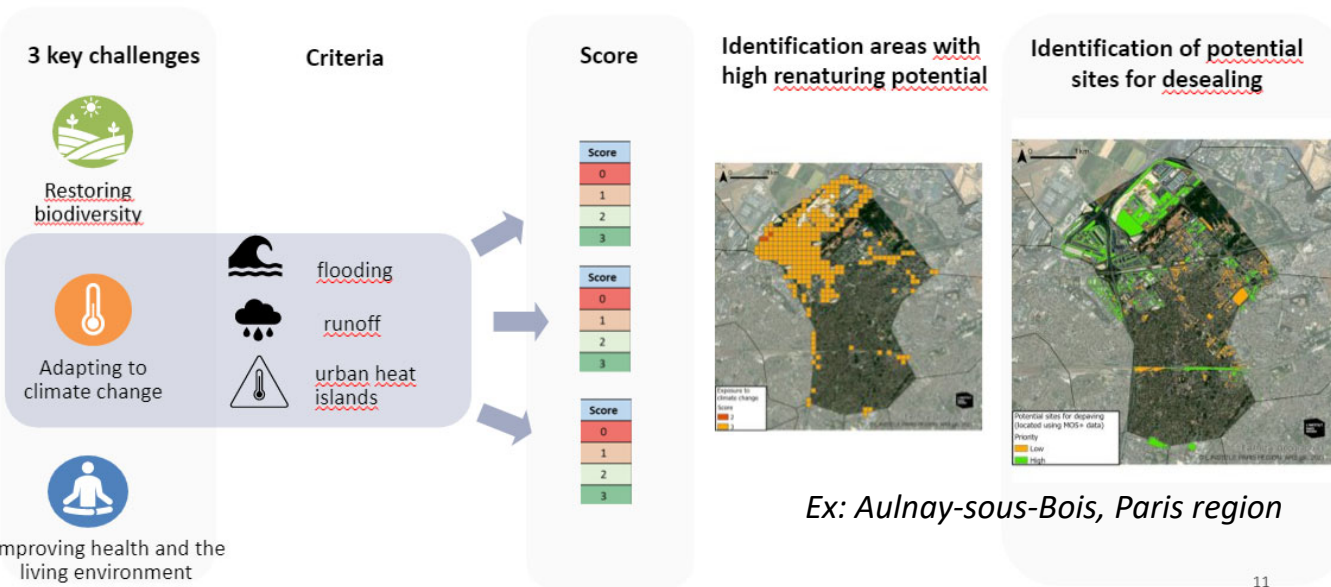 3 key challenges
Restoring
biodiversity
Adapting to
climate change
mproving health and the
living environment
Criteria
flooding
runoff
urban heat
islands
Score
Score
0
1
2
3
Score
0
1
2
3
Score
0
1
2
3
Identification areas with
high renaturing potential
Exposure to
climate change
Score
Identification of potential
sites for desealing
Potential sites for depaving
(located using MOS+ data)
Priority
Low
High
Ex: Aulnay-sous-Bois, Paris region
11